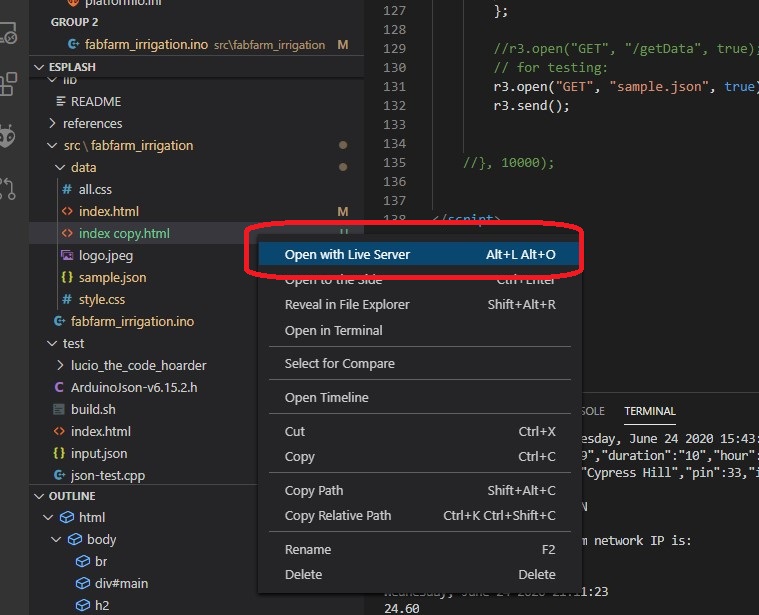 platformio.ini
GROUP 2
fabfarm_irrigation.ino src\fabfarm_irrigation M
ESPLASH
lib
README
references
src \ fabfarm_irrigation
data
# all.css
<> index.html M
<> index copy.html U
logo.jpeg
{} sample.json
# style.css
fabfarm_irrigation.ino
test
lucio_the_code_hoarder
C ArduinoJson-v6.15.2.h
build.sh
<> index.html
{} input.json
json-test.cpp
OUTLINE
html
body
br
div#main
h2
127 };
128
129 //r3.open("GET", "/getData", true);
130 // for testing:
131 r3.open("GET", "sample.json", true)
132 r3.send();
133
134
135 //}, 10000);
136
137
138 </script>
Open with Live Server Alt+L Alt+O
Open to the Side Ctrl+Enter
Reveal in File Explorer Shift+Alt+R
Open in Terminal
Select for Compare
Open Timeline
Cut Ctrl+X
Copy Ctrl+C
Copy Path Shift+Alt+C
Copy Relative Path Ctrl+K Ctrl+Shift+C
Rename F2
Delete Delete
SOLE TERMINAL
esday, June 24 2020 15:43:
9","duration":"10","hour":
"Cypress Hill","pin":33,"i
N
m network IP is:
Wednesday, June 24 2020 21:11:23
24.60